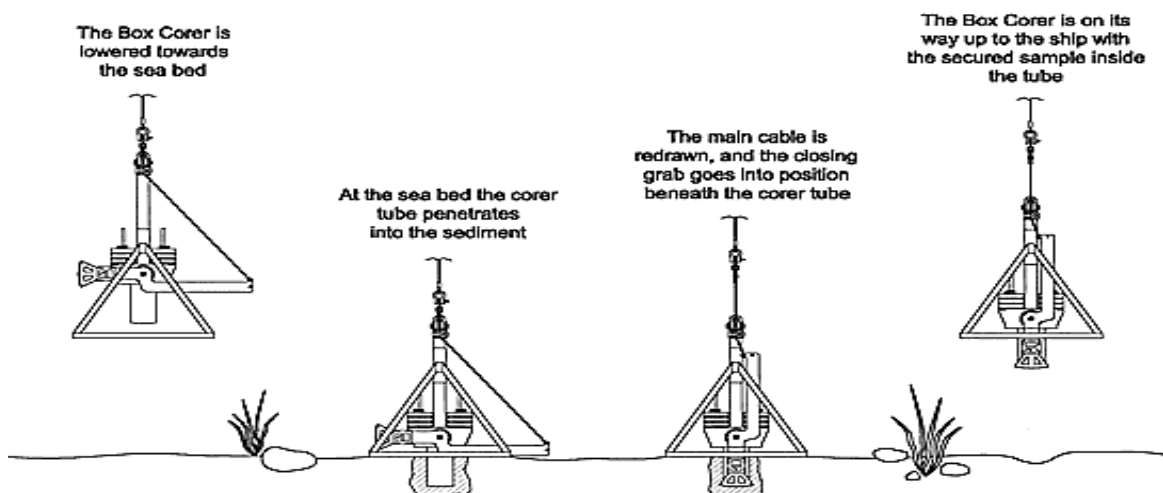 The Box Corer is
lowered towards
the sea bed
At the sea bed the corer
tube penetrates
into the sediment
The main cable is
redrawn, and the closing
grab goes into position
beneath the corer tube
The Box Corer is on its
way up to the ship with
the secured sample inside
the tube